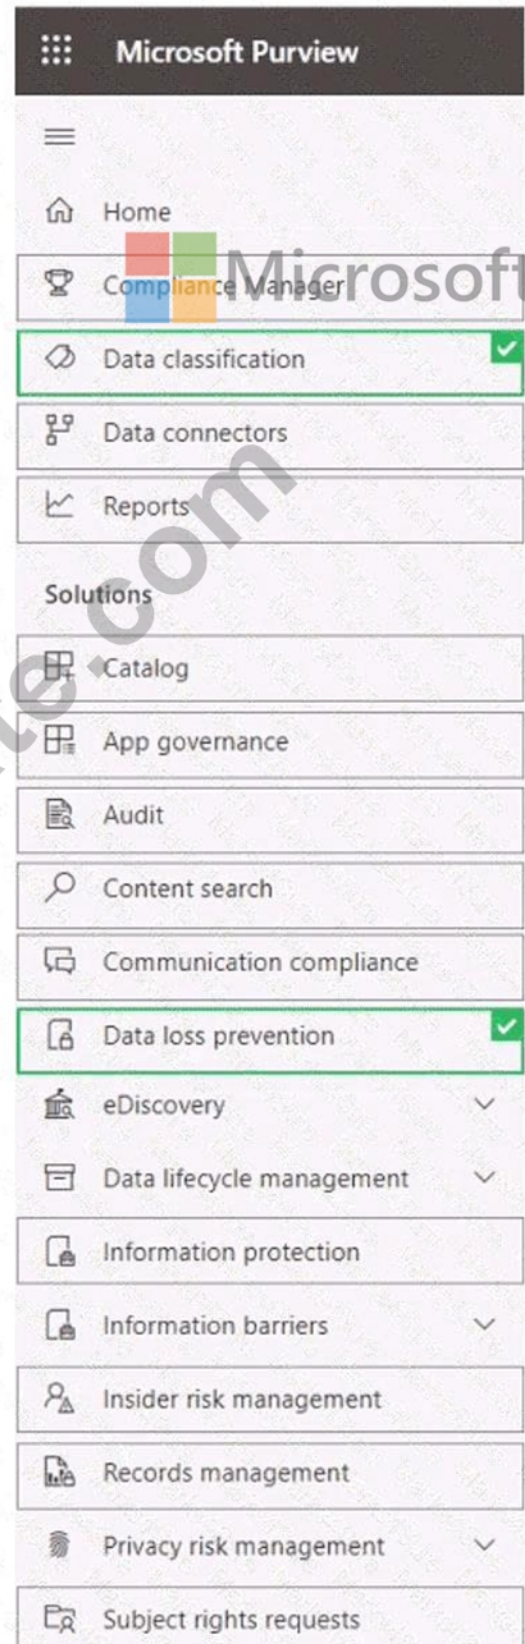 Microsoft Purview
Home
Microsoft
Compliance Manager
Data classification
Data connectors
Reports
Solutions
Catalog
App governance
Audit
Content search
Communication compliance
Data loss prevention
eDiscovery
Data lifecycle management
Information protection
Information barriers
Insider risk management
Records management
Privacy risk management
Subject rights requests
te.com